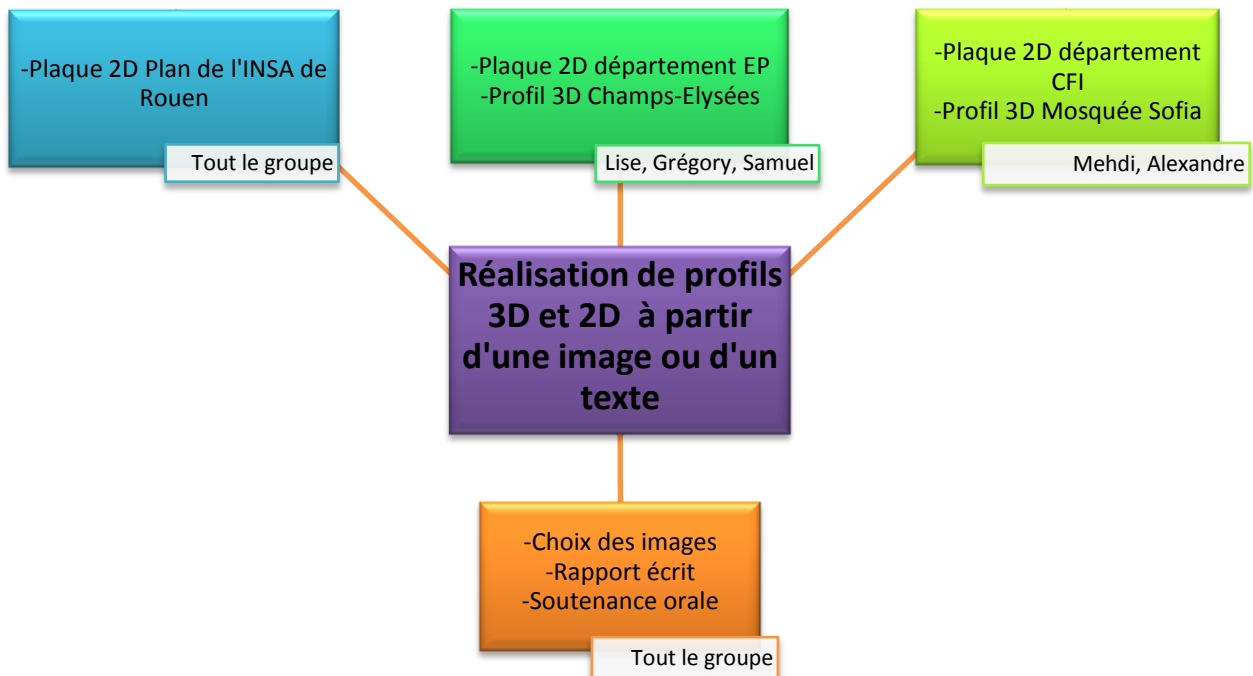 -Plaque 2D Plan de l'INSA de
Rouen
Tout le groupe
-Plaque 2D département EP
-Profil 3D Champs-Elysées
Lise, Grégory, Samuel
-Plaque 2D département
CFI
-Profil 3D Mosquée Sofia
Mehdi, Alexandre
Réalisation de profils
3D et 2D à partir
d'une image ou d'un
texte
-Choix des images
-Rapport écrit
-Soutenance orale
Tout le groupe